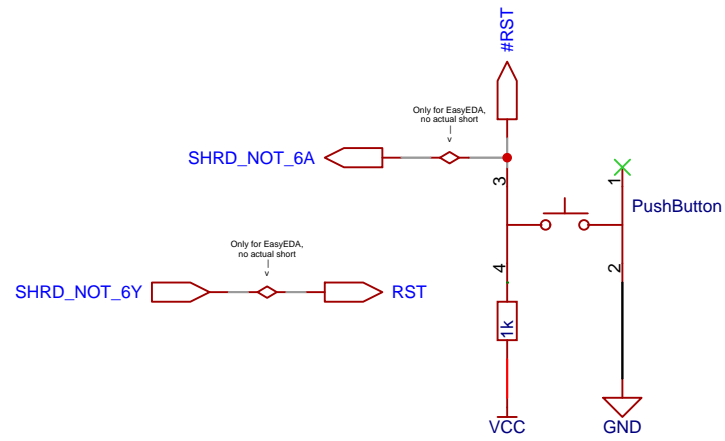 #RST
Only for EasyEDA,
no actual short
|
v
SHRD_NOT_6A
3
1
PushButton
Only for EasyEDA,
no actual short
|
v
4
2
SHRD_NOT_6Y
RST
1k
VCC
GND